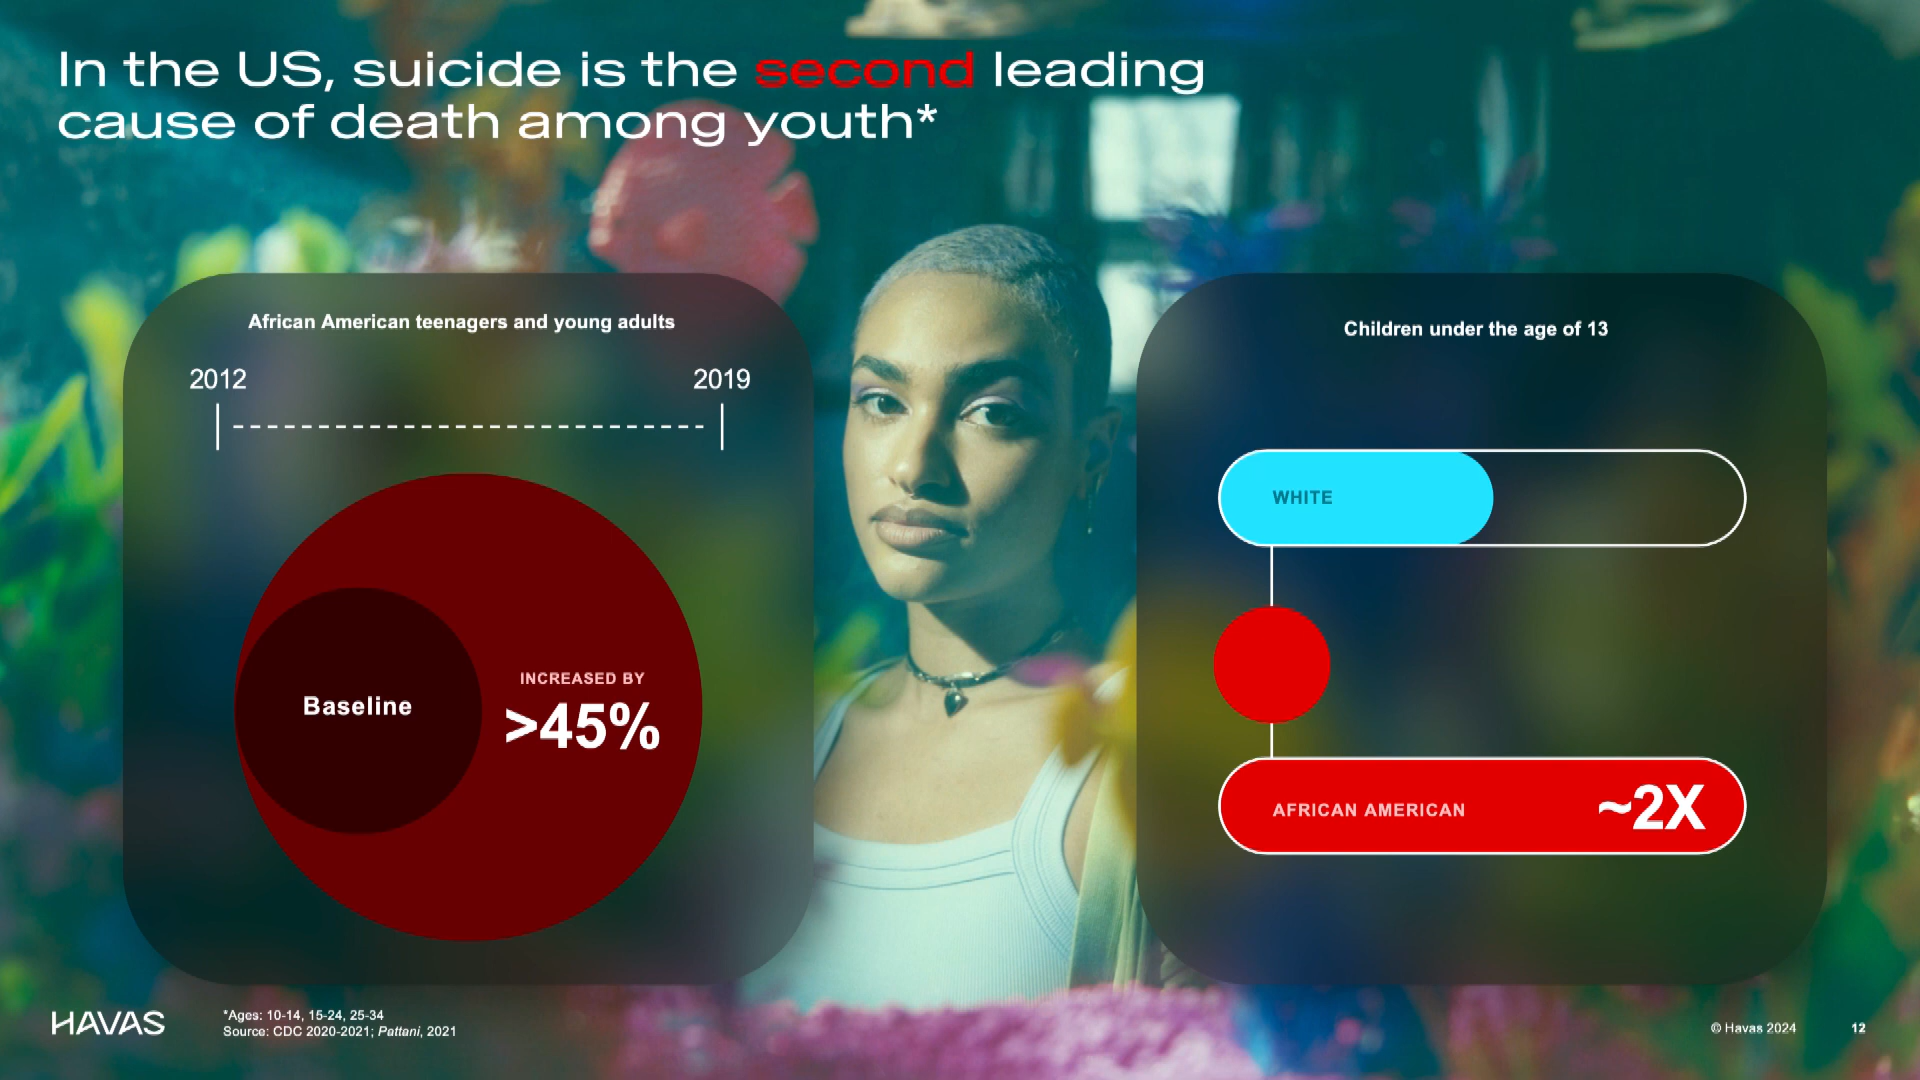 In the US, suicide is the second leading
cause of death among youth*
African American teenagers and young adults
2012
2019
Baseline
INCREASED BY
>45%
Children under the age of 13
WHITE
AFRICAN AMERICAN
~2X
HAVAS
*Ages: 10-14, 15-24, 25-34
Source: CDC 2020-2021; Pattani, 2021
© Havas 2024
12